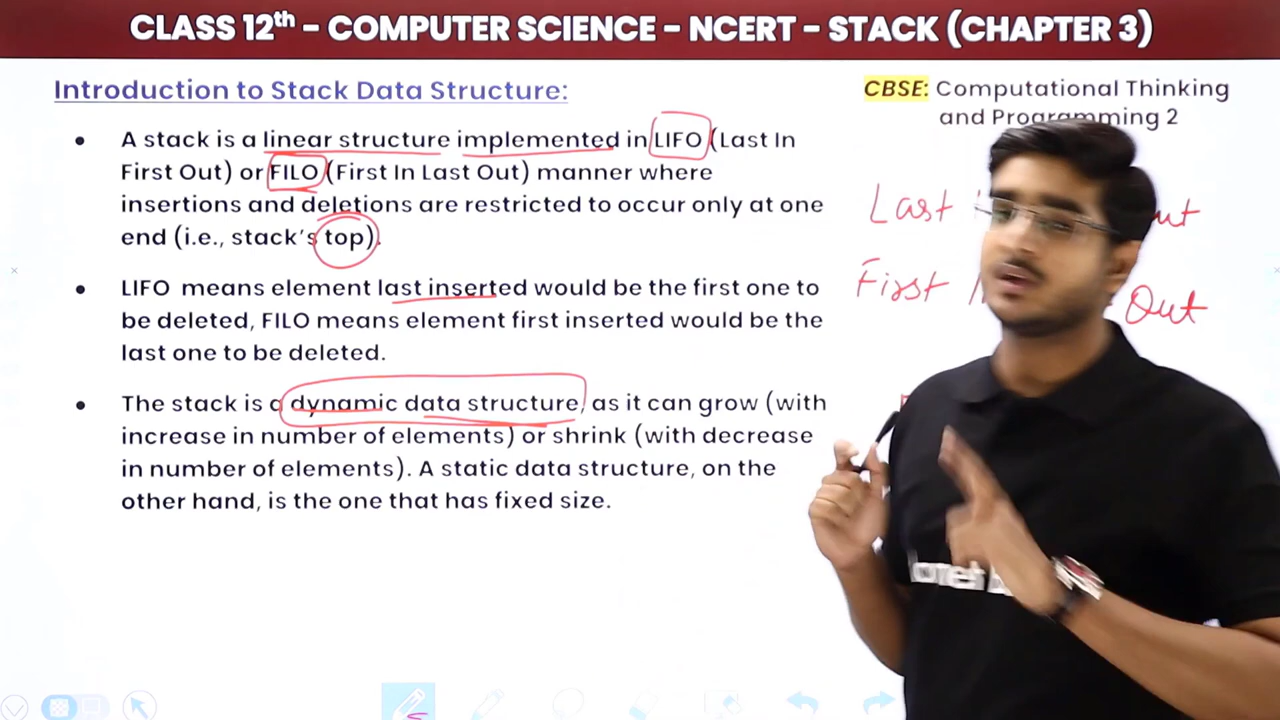 CLASS 12th - COMPUTER SCIENCE - NCERT - STACK (CHAPTER 3)
Introduction to Stack Data Structure:
CBSE: Computational Thinking
and Programming 2
• A stack is a linear structure implemented in LIFO (Last In
First Out) or FILO (First In Last Out) manner where
insertions and deletions are restricted to occur only at one
end (i.e., stack's top).
• LIFO means element last inserted would be the first one to
be deleted, FILO means element first inserted would be the
last one to be deleted.
• The stack is a dynamic data structure, as it can grow (with
increase in number of elements) or shrink (with decrease
in number of elements). A static data structure, on the
other hand, is the one that has fixed size.
Last
First Out